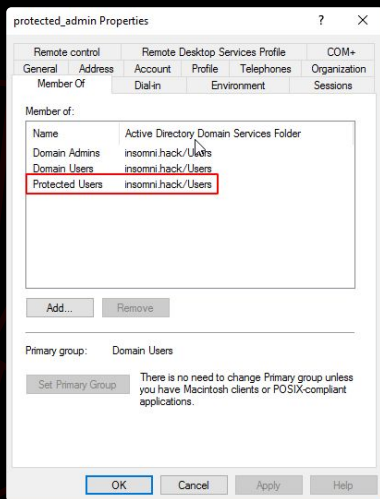 protected_admin Properties ? ×
Remote control Remote Desktop Services Profile COM+
General Address Account Profile Telephones Organization
Member Of Dial-in Environment Sessions
Member of:
Name Active Directory Domain Services Folder
Domain Admins insomni.hack/Users
Domain Users insomni.hack/Users
Protected Users insomni.hack/Users
Add... Remove
Primary group: Domain Users
Set Primary Group There is no need to change Primary group unless
you have Macintosh clients or POSIX-compliant
applications.
OK Cancel Apply Help